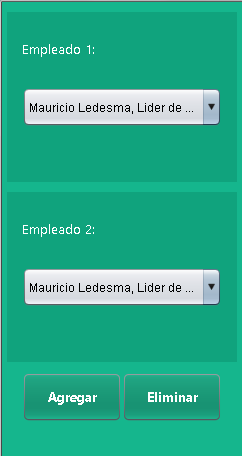 Empleado 1:
Mauricio Ledesma, Lider de ...
Empleado 2:
Mauricio Ledesma, Lider de ...
Agregar Eliminar